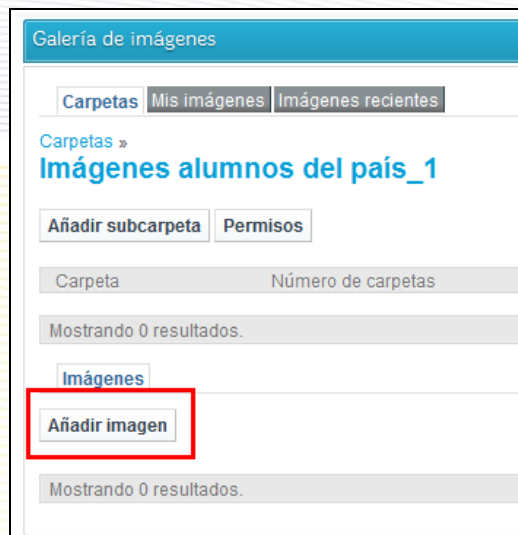 Galería de imágenes
Carpetas Mis imágenes Imágenes recientes
Carpetas »
Imágenes alumnos del país_1
Añadir subcarpeta Permisos
Carpeta Número de carpetas
Mostrando 0 resultados.
Imágenes
Añadir imagen
Mostrando 0 resultados.